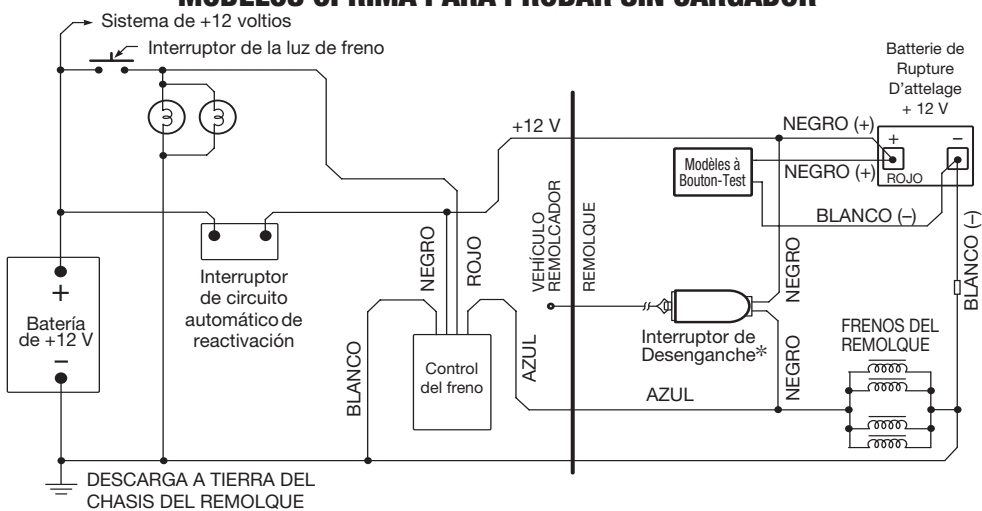 MODELOS OPRIMA PARA PROBAR SIN CARGADOR
Sistema de +12 voltios
Interruptor de la luz de freno
Batterie de
Rupture
D'attelage
+ 12 V
+12 V
NEGRO (+)
+
–
ROJO
Modèles à
Bouton-Test
NEGRO (+)
BLANCO (–)
BLANCO (–)
VEHÍCULO
REMOLCADOR
REMOLQUE
NEGRO
ROJO
NEGRO
Interruptor
de circuito
automático de
reactivación
+
Batería
de +12 V
–
Interruptor de
Desenganche*
FRENOS DEL
REMOLQUE
BLANCO
Control
del freno
AZUL
NEGRO
AZUL
DESCARGA A TIERRA DEL
CHASIS DEL REMOLQUE